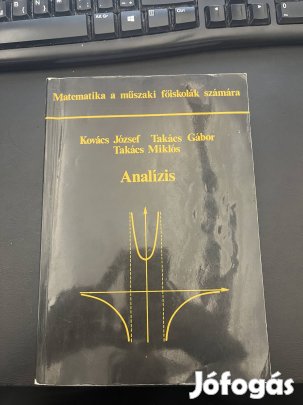 Matematika a műszaki főiskolák számára
Kovács József Takács Gábor
Takács Miklós
Analízis
Jófogás